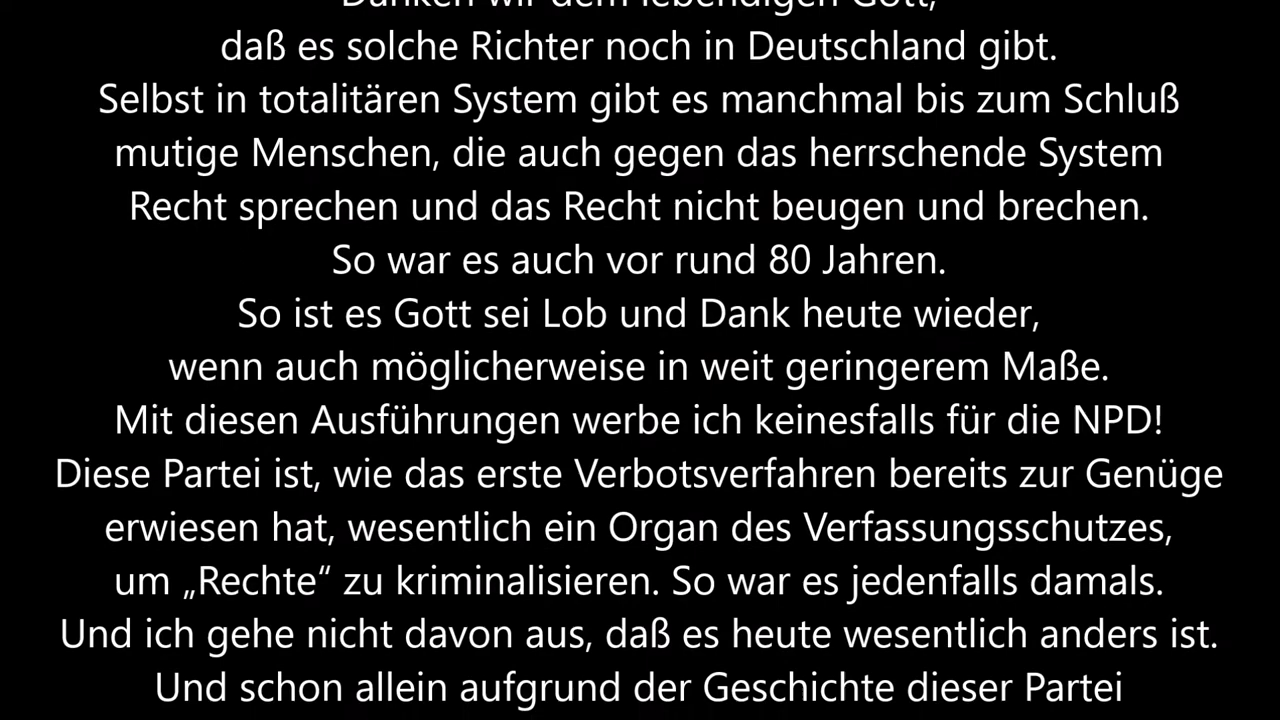 Danken wir dem lebendigen Gott,
daß es solche Richter noch in Deutschland gibt.
Selbst in totalitären System gibt es manchmal bis zum Schluß
mutige Menschen, die auch gegen das herrschende System
Recht sprechen und das Recht nicht beugen und brechen.
So war es auch vor rund 80 Jahren.
So ist es Gott sei Lob und Dank heute wieder,
wenn auch möglicherweise in weit geringerem Maße.
Mit diesen Ausführungen werbe ich keinesfalls für die NPD!
Diese Partei ist, wie das erste Verbotsverfahren bereits zur Genüge
erwiesen hat, wesentlich ein Organ des Verfassungsschutzes,
um „Rechte“ zu kriminalisieren. So war es jedenfalls damals.
Und ich gehe nicht davon aus, daß es heute wesentlich anders ist.
Und schon allein aufgrund der Geschichte dieser Partei